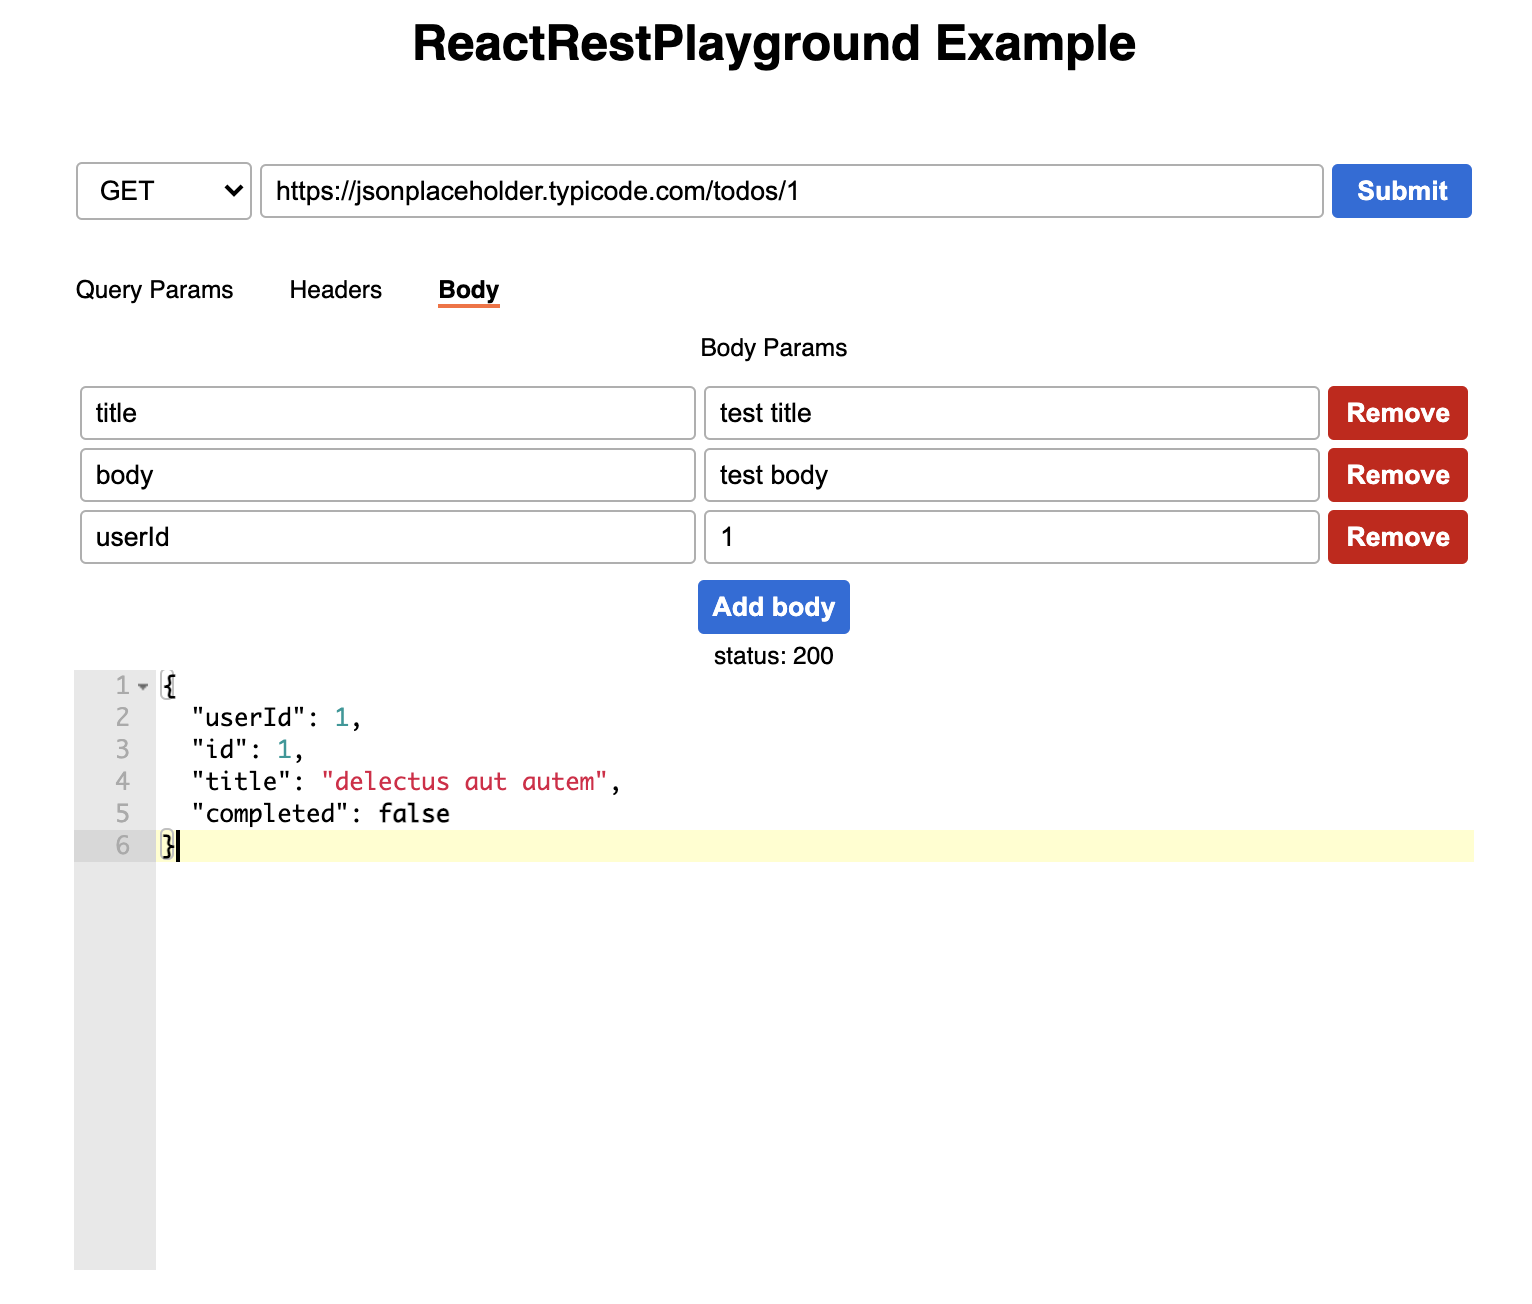 ReactRestPlayground Example
GET https://jsonplaceholder.typicode.com/todos/1 Submit
Query Params Headers Body
Body Params
title test title Remove
body test body Remove
userId 1 Remove
Add body
status: 200
1 {
2 "userId": 1,
3 "id": 1,
4 "title": "delectus aut autem",
5 "completed": false
6 }